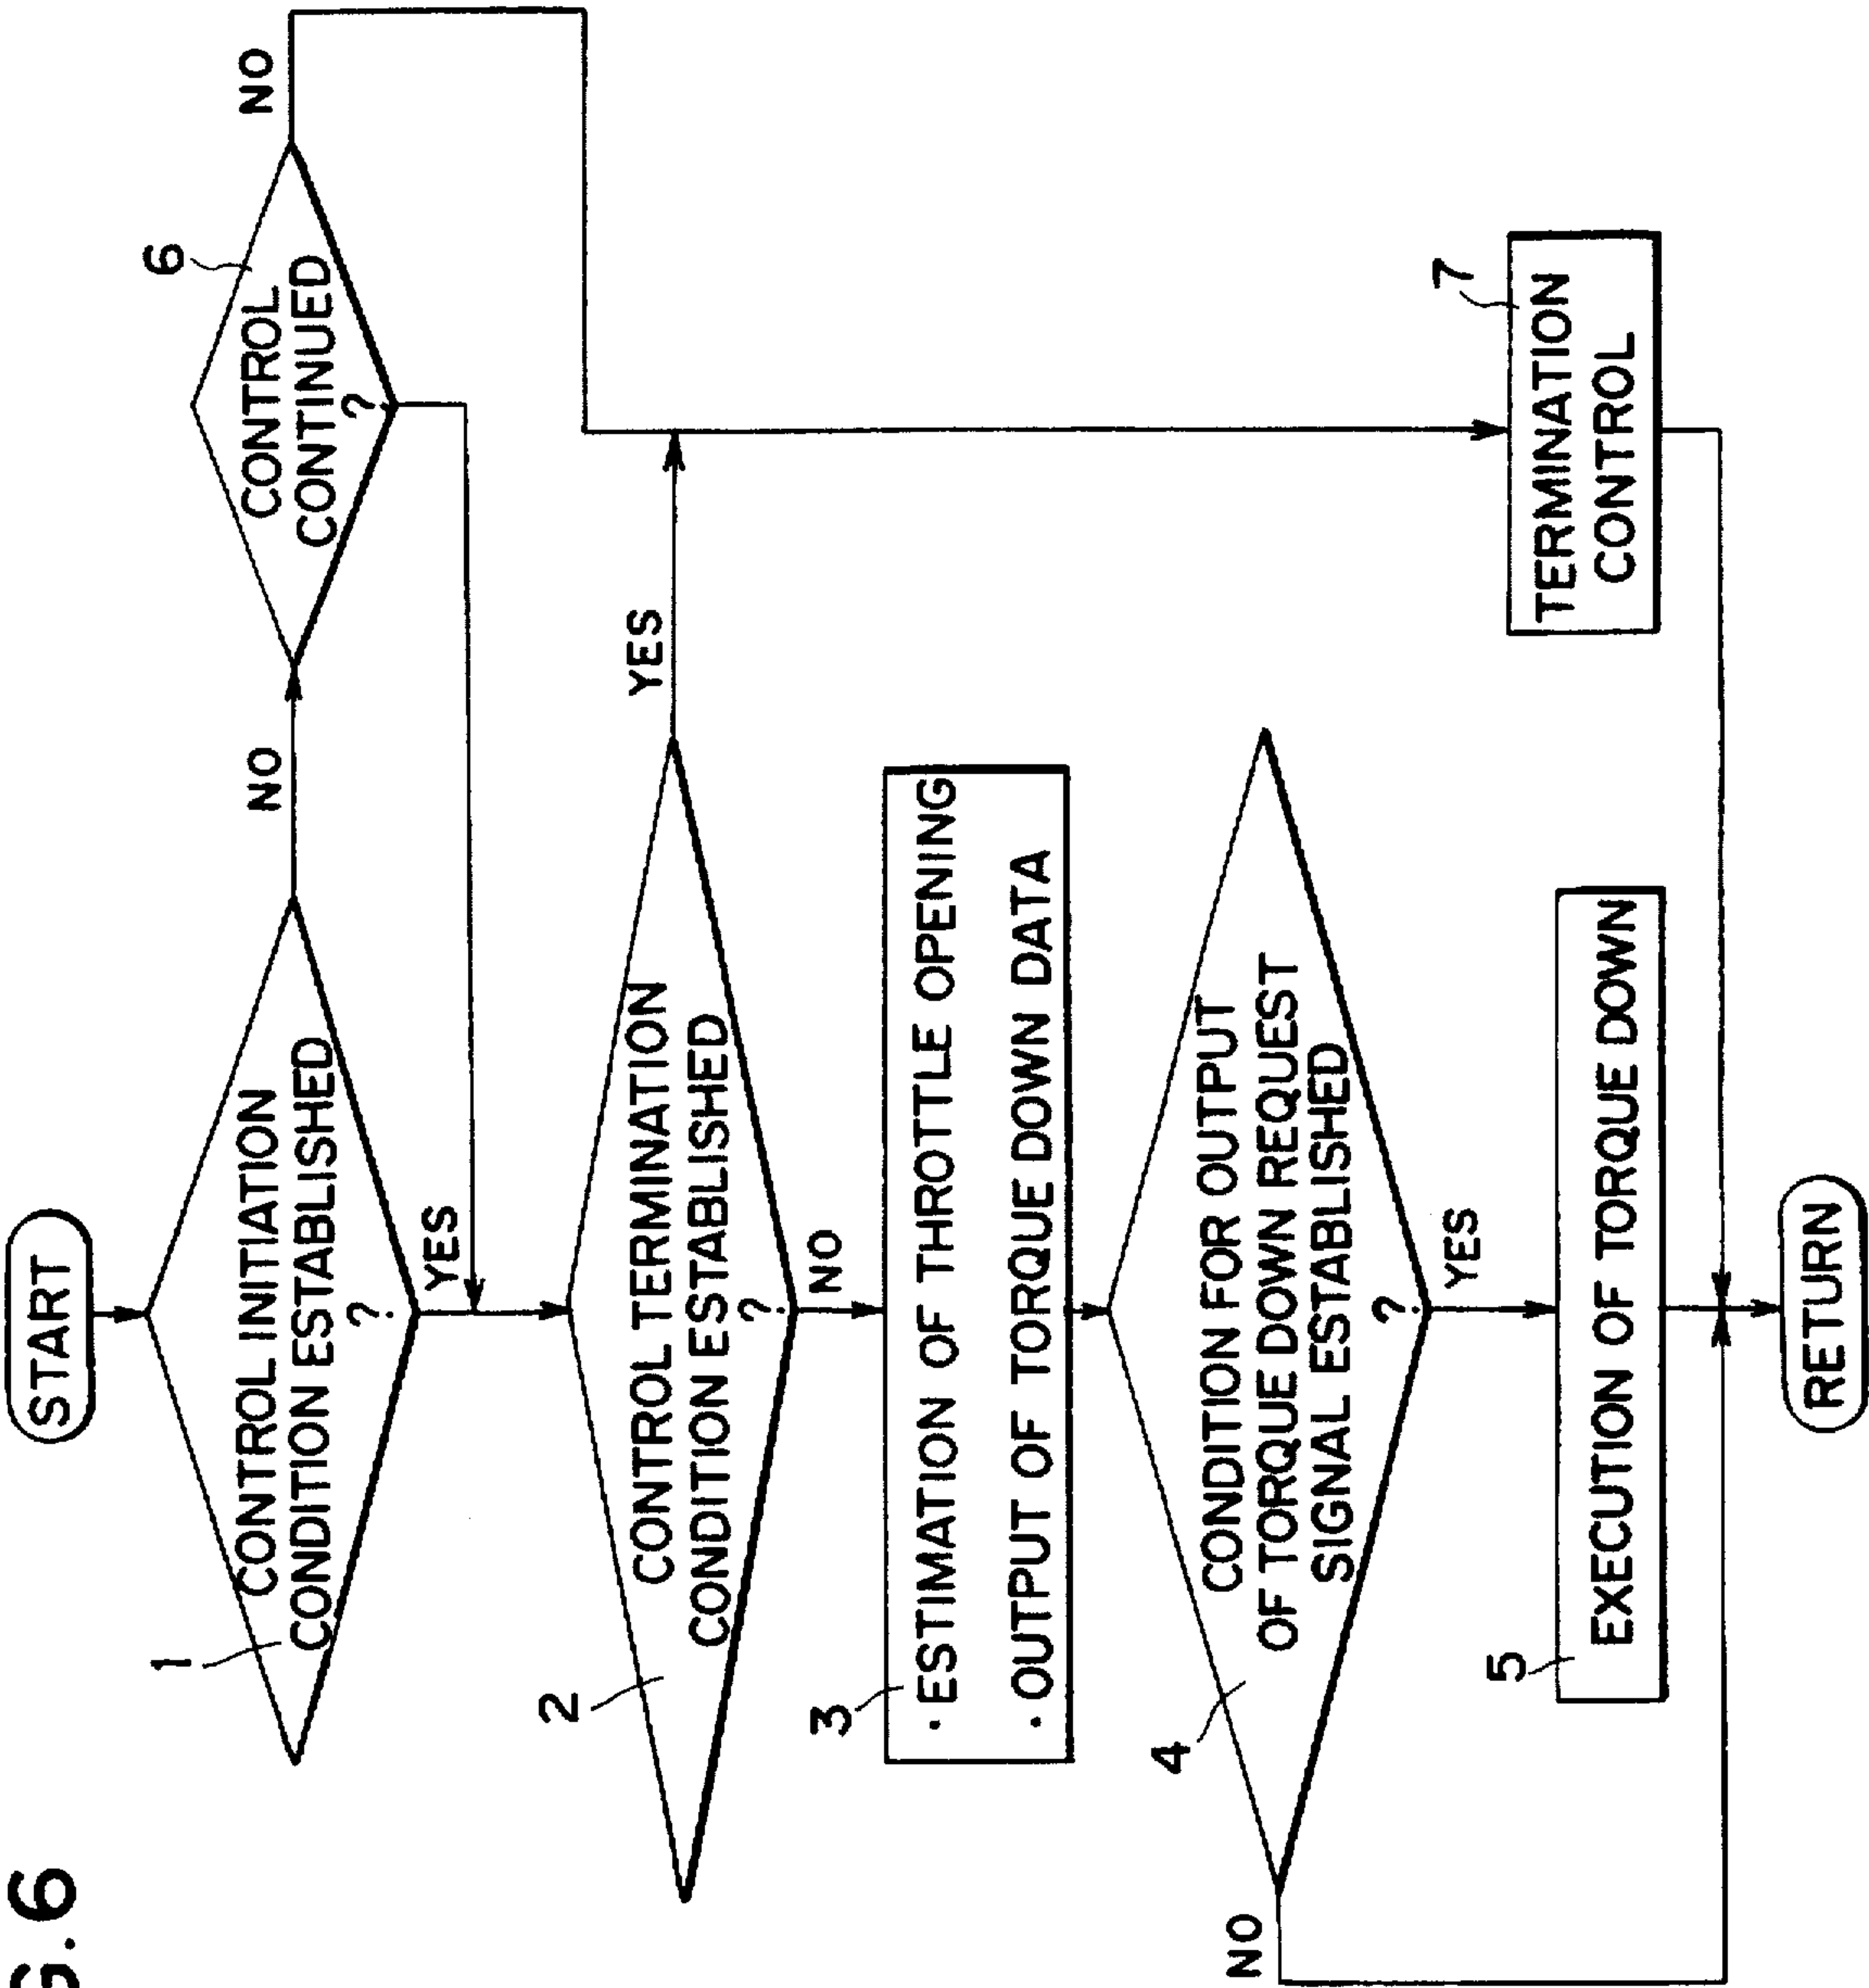 G.6
START
1
CONTROL INITIATION
CONDITION ESTABLISHED
?
NO
YES
6
CONTROL
CONTINUED
?
NO
2
CONTROL TERMINATION
CONDITION ESTABLISHED
?
YES
NO
3
· ESTIMATION OF THROTTLE OPENING
· OUTPUT OF TORQUE DOWN DATA
4
CONDITION FOR OUTPUT
OF TORQUE DOWN REQUEST
SIGNAL ESTABLISHED
?
NO
YES
5
EXECUTION OF TORQUE DOWN
7
TERMINATION
CONTROL
RETURN